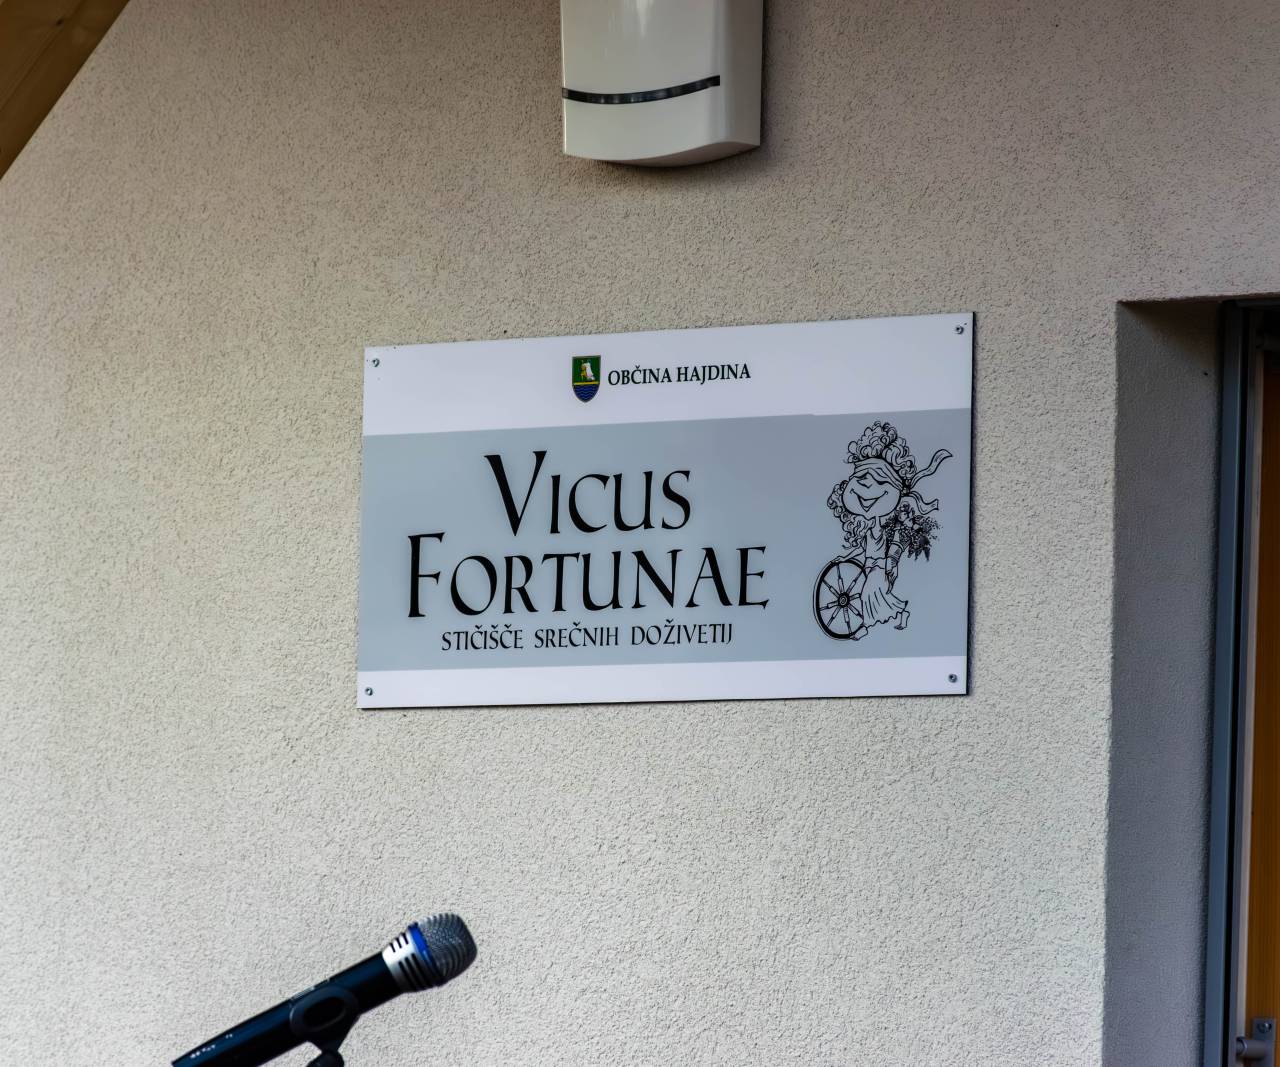 OBČINA HAJDINA
VICUS
FORTUNAE
STIČIŠČE SREČNIH DOŽIVETIJ